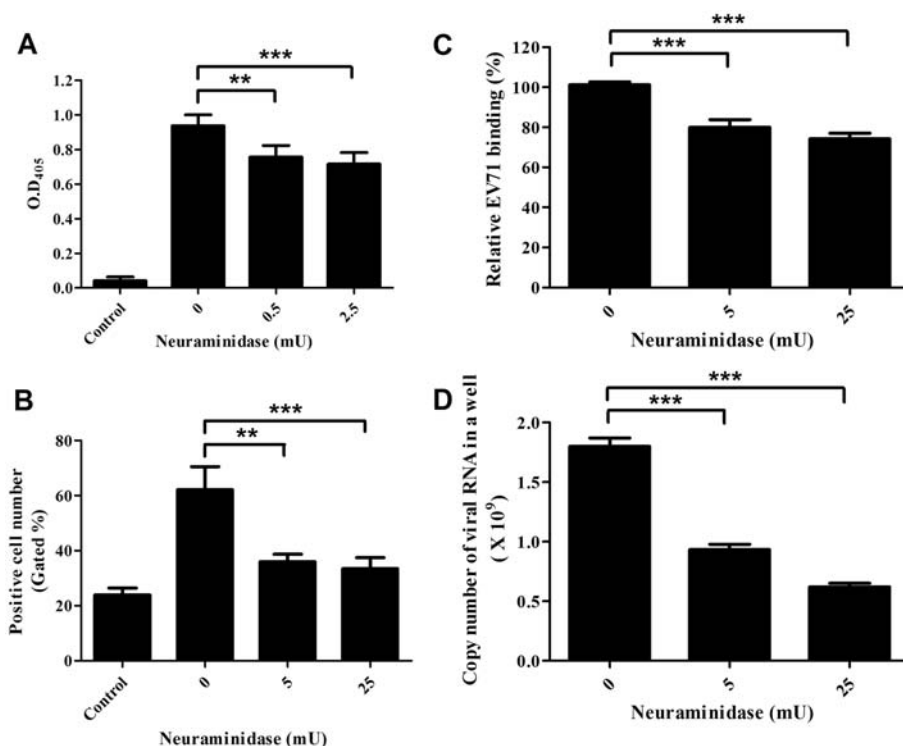 A
***
**
1.2
1.0
0.8
0.6
0.4
0.2
0.0
O.D405
Control
0
0.5
2.5
Neuraminidase (mU)
B
***
**
80
60
40
20
0
Positive cell number
(Gated %)
Control
0
5
25
Neuraminidase (mU)
C
***
***
120
100
80
60
40
20
0
Relative EV71 binding (%)
0
5
25
Neuraminidase (mU)
D
***
***
2.0
1.5
1.0
0.5
0.0
Copy number of viral RNA in a well
( X 10⁹)
0
5
25
Neuraminidase (mU)